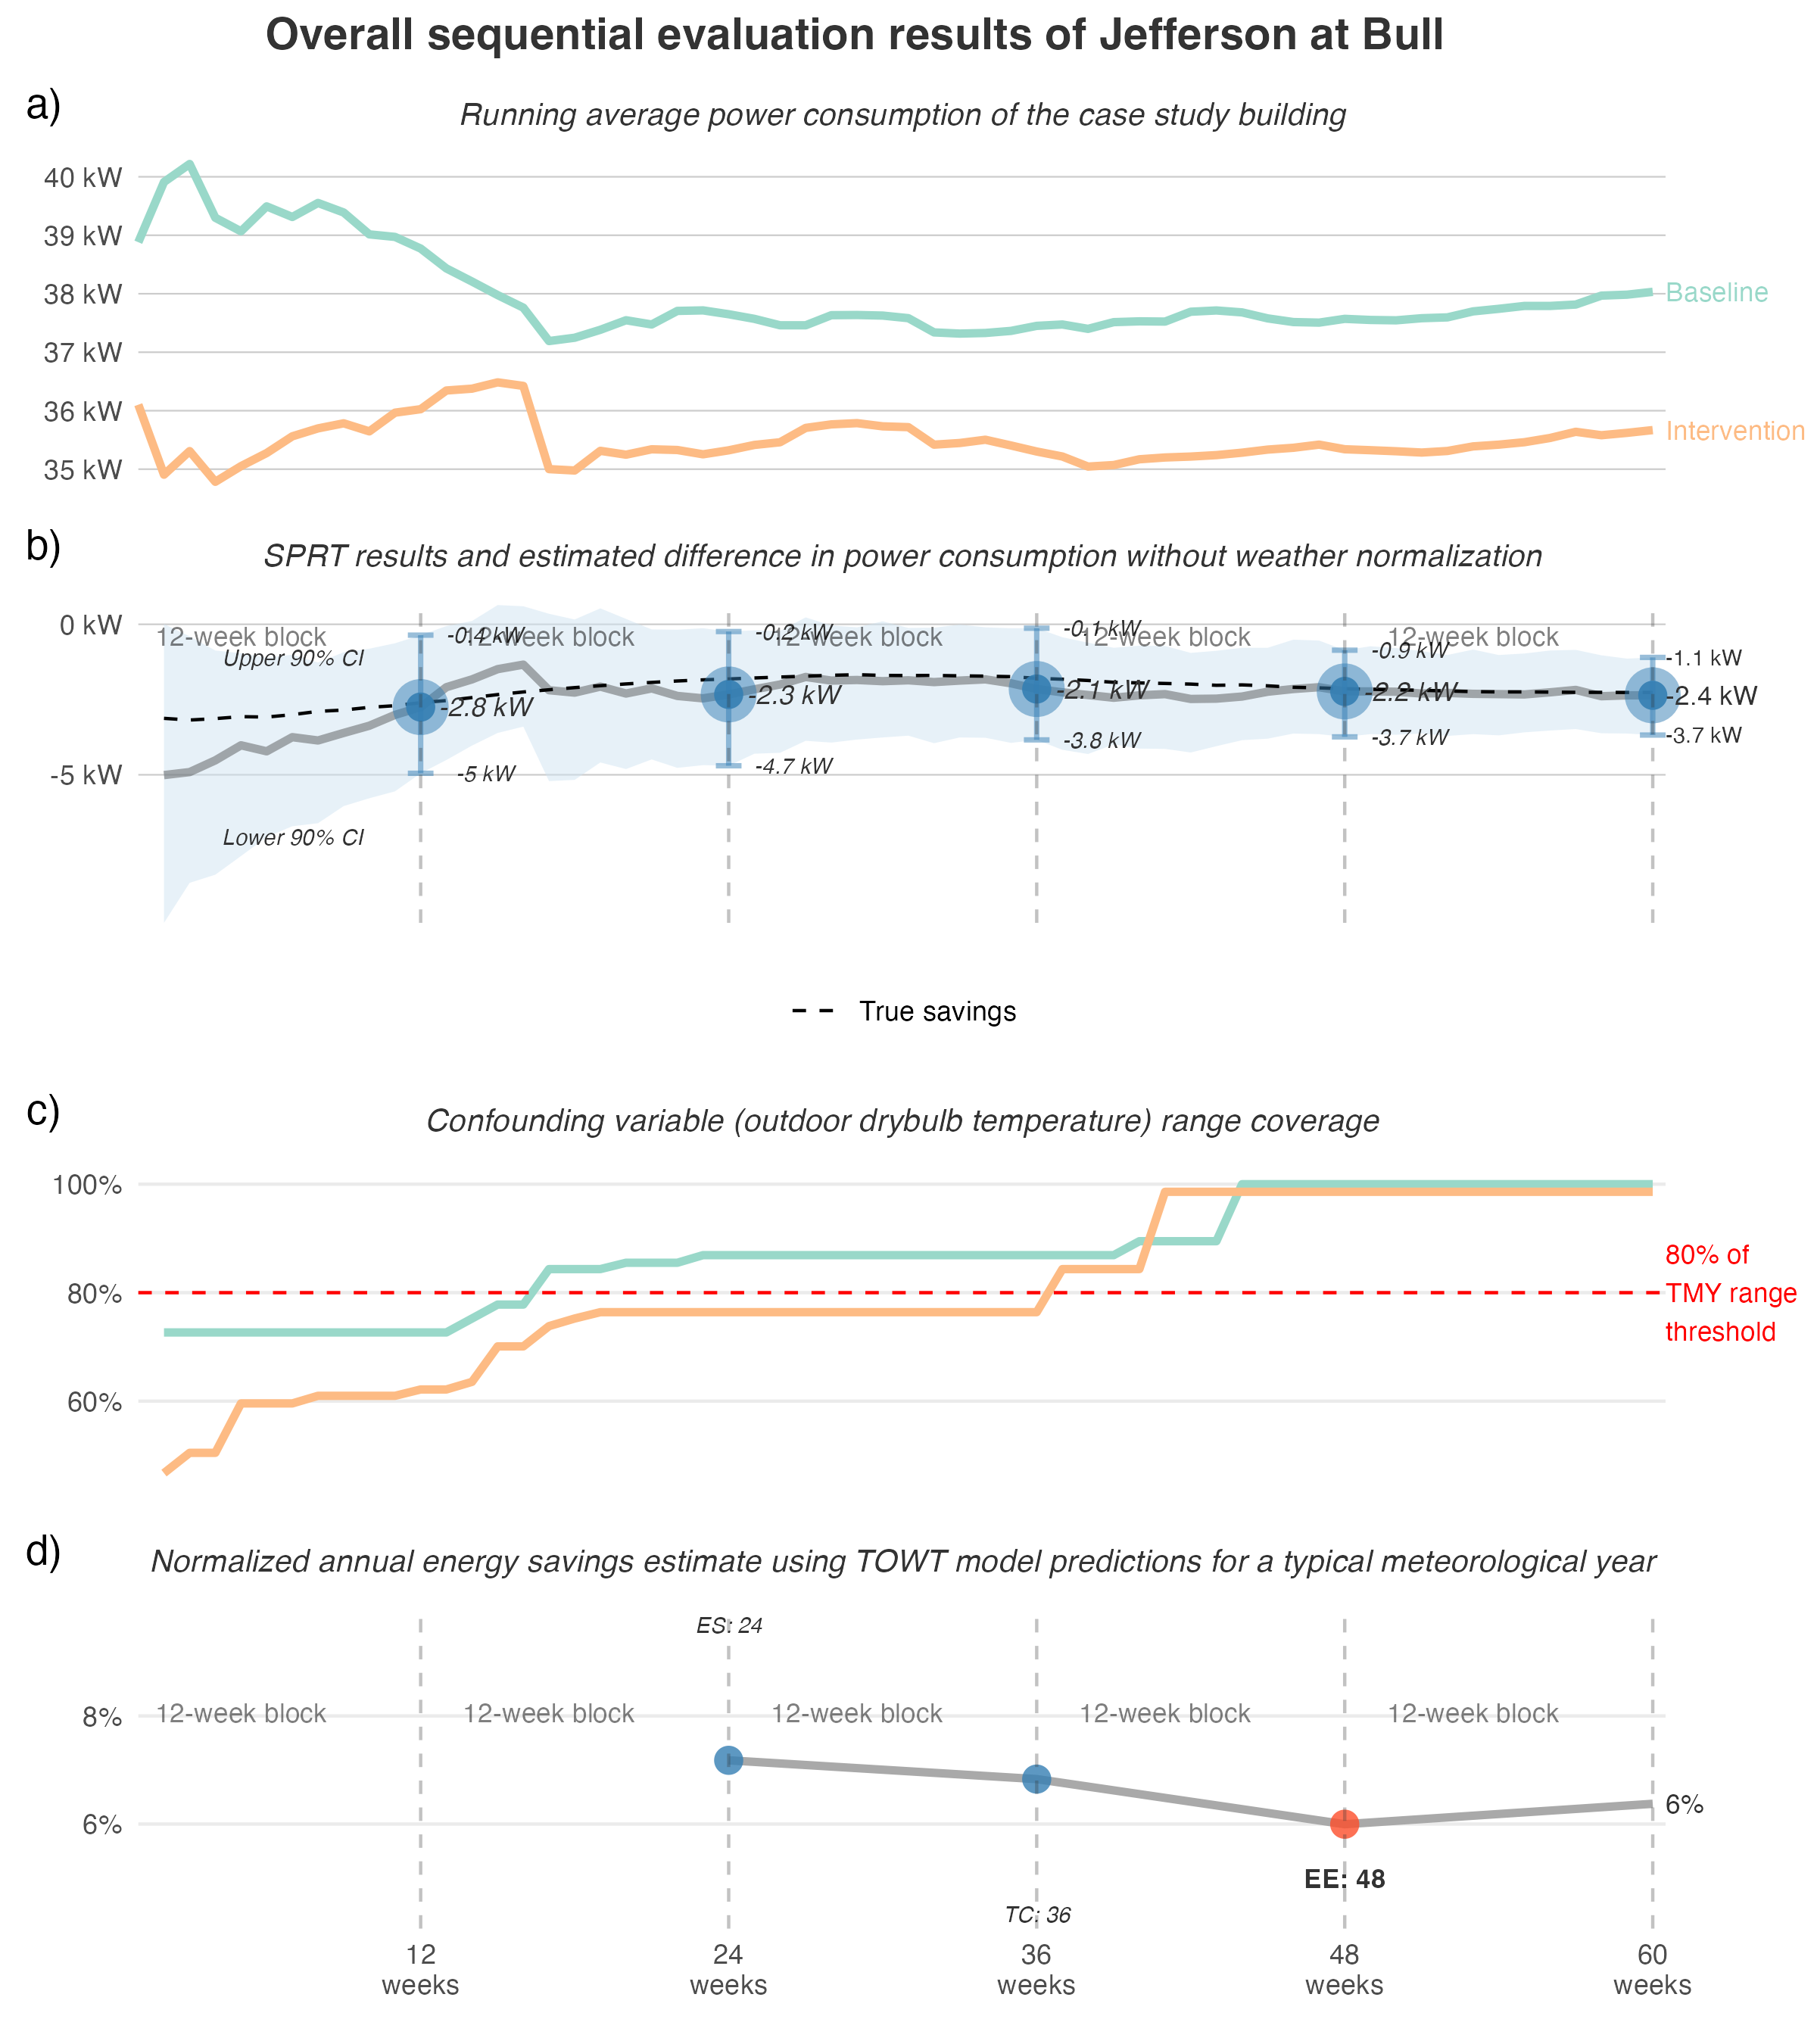 Overall sequential evaluation results of Jefferson at Bull
a)
Running average power consumption of the case study building
40 kW
39 kW
38 kW
37 kW
36 kW
35 kW
Baseline
Intervention
b)
SPRT results and estimated difference in power consumption without weather normalization
0 kW
-5 kW
12-week block
12-week block
12-week block
12-week block
12-week block
Upper 90% CI
Lower 90% CI
-0.4 kW
-2.8 kW
-5 kW
-0.2 kW
-2.3 kW
-4.7 kW
-0.1 kW
-2.1 kW
-3.8 kW
-0.9 kW
-2.2 kW
-3.7 kW
-1.1 kW
-2.4 kW
-3.7 kW
True savings
c)
Confounding variable (outdoor drybulb temperature) range coverage
100%
80%
60%
80% of
TMY range
threshold
d)
Normalized annual energy savings estimate using TOWT model predictions for a typical meteorological year
ES: 24
8%
6%
12-week block
12-week block
12-week block
12-week block
12-week block
6%
EE: 48
TC: 36
12
weeks
24
weeks
36
weeks
48
weeks
60
weeks